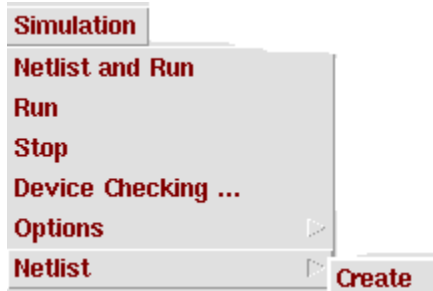 Simulation
Netlist and Run
Run
Stop
Device Checking ...
Options
Netlist
Create